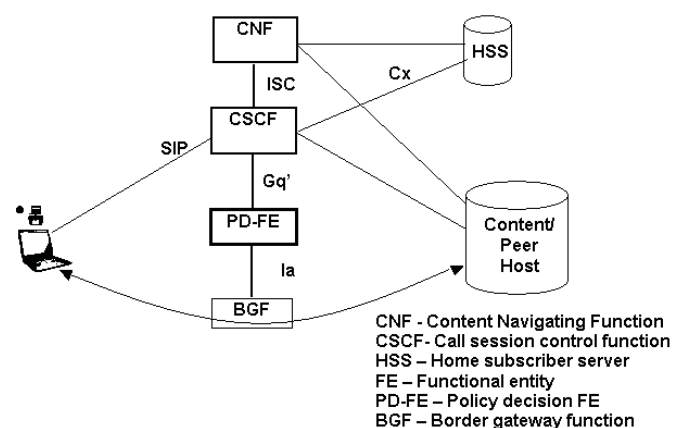 CNF
HSS
ISC
Cx
CSCF
SIP
Gq'
PD-FE
Content/
Peer
Host
Ia
BGF
CNF - Content Navigating Function
CSCF- Call session control function
HSS – Home subscriber server
FE – Functional entity
PD-FE – Policy decision FE
BGF – Border gateway function